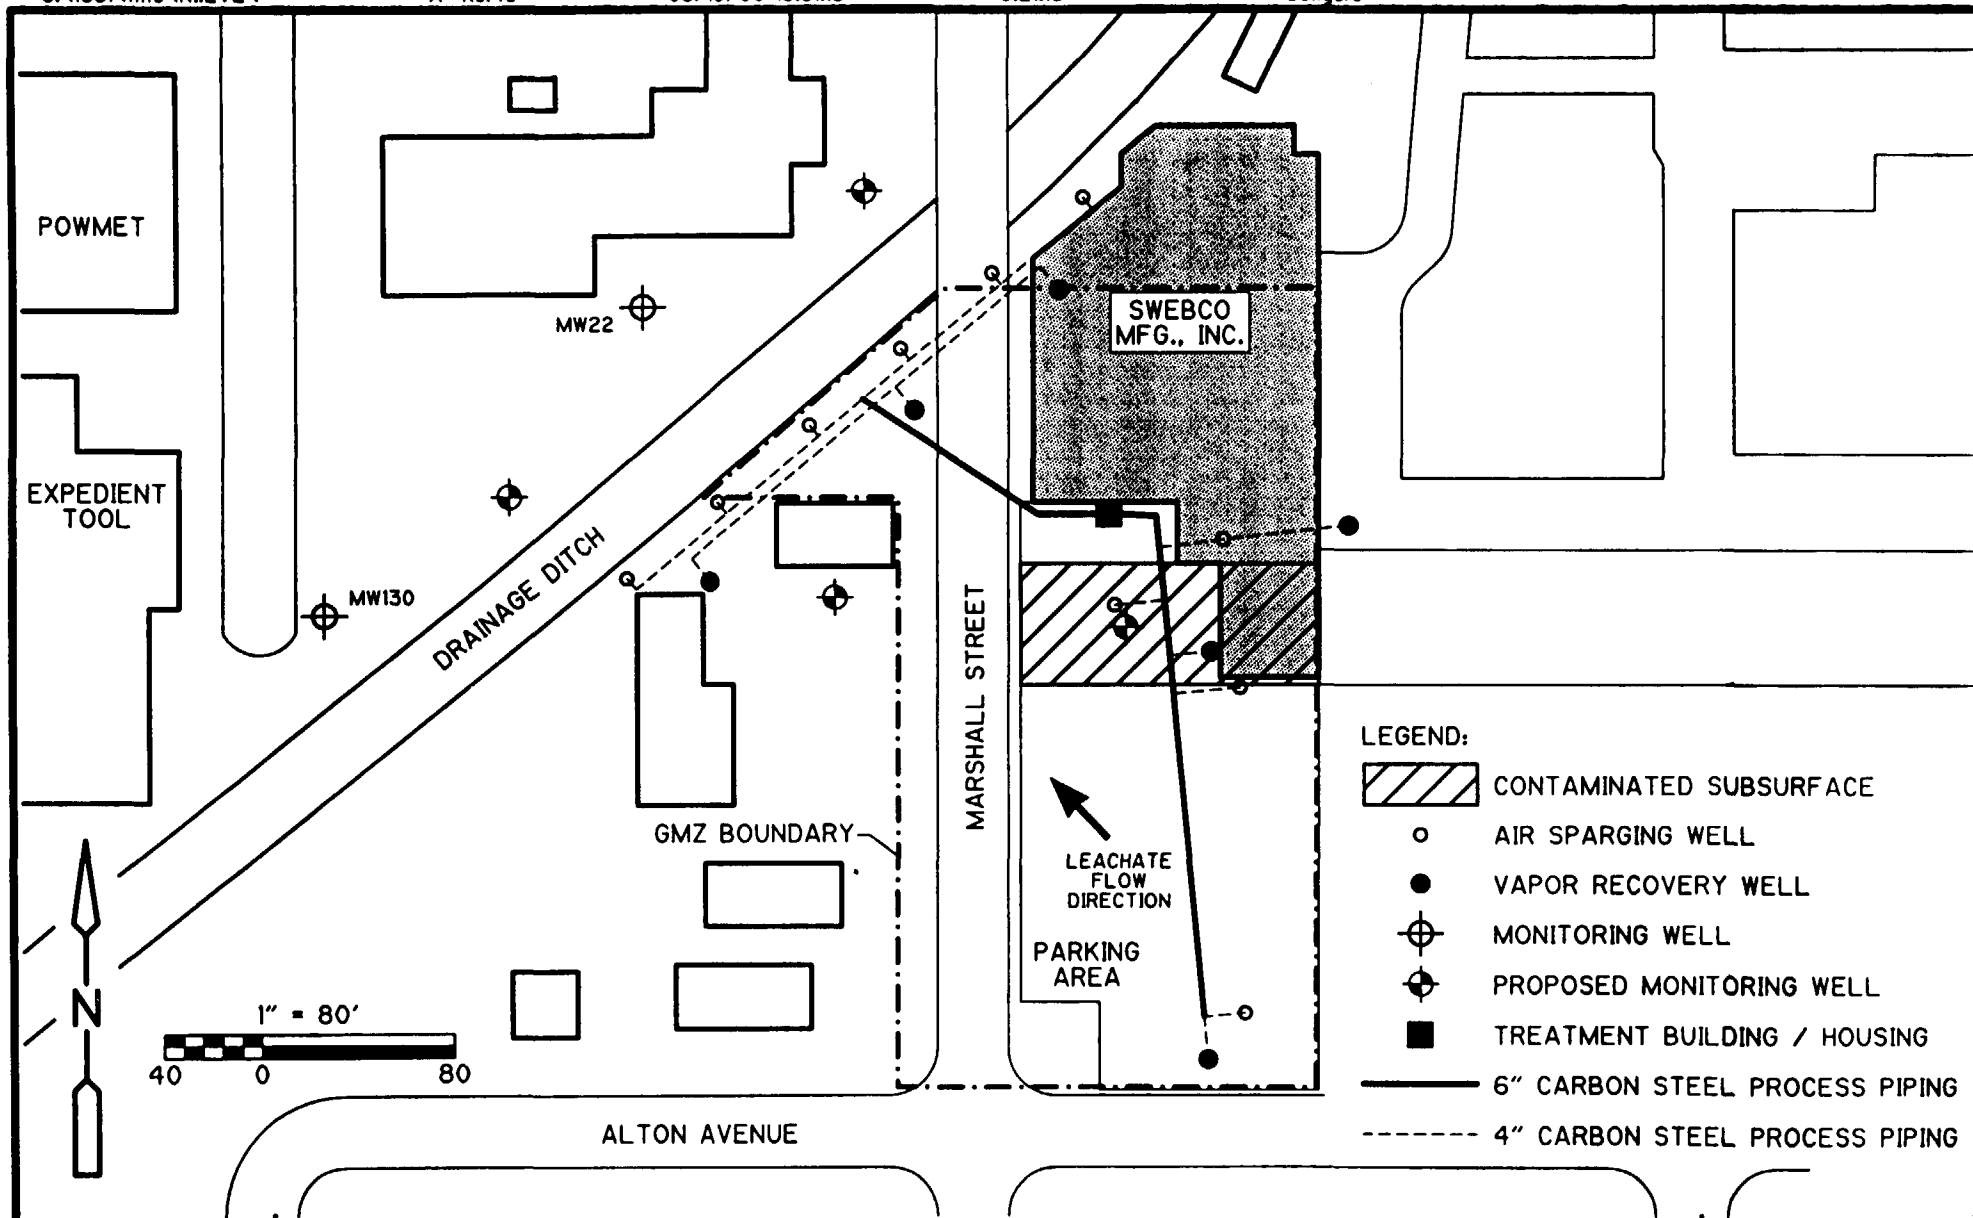 POWMET
MW22
SWEBCO
MFG., INC.
EXPEDIENT
TOOL
DRAINAGE DITCH
MW130
MARSHALL STREET
GMZ BOUNDARY
LEACHATE
FLOW
DIRECTION
PARKING
AREA
N
1" = 80'
40 0 80
ALTON AVENUE
LEGEND:
CONTAMINATED SUBSURFACE
AIR SPARGING WELL
VAPOR RECOVERY WELL
MONITORING WELL
PROPOSED MONITORING WELL
TREATMENT BUILDING / HOUSING
6" CARBON STEEL PROCESS PIPING
4" CARBON STEEL PROCESS PIPING